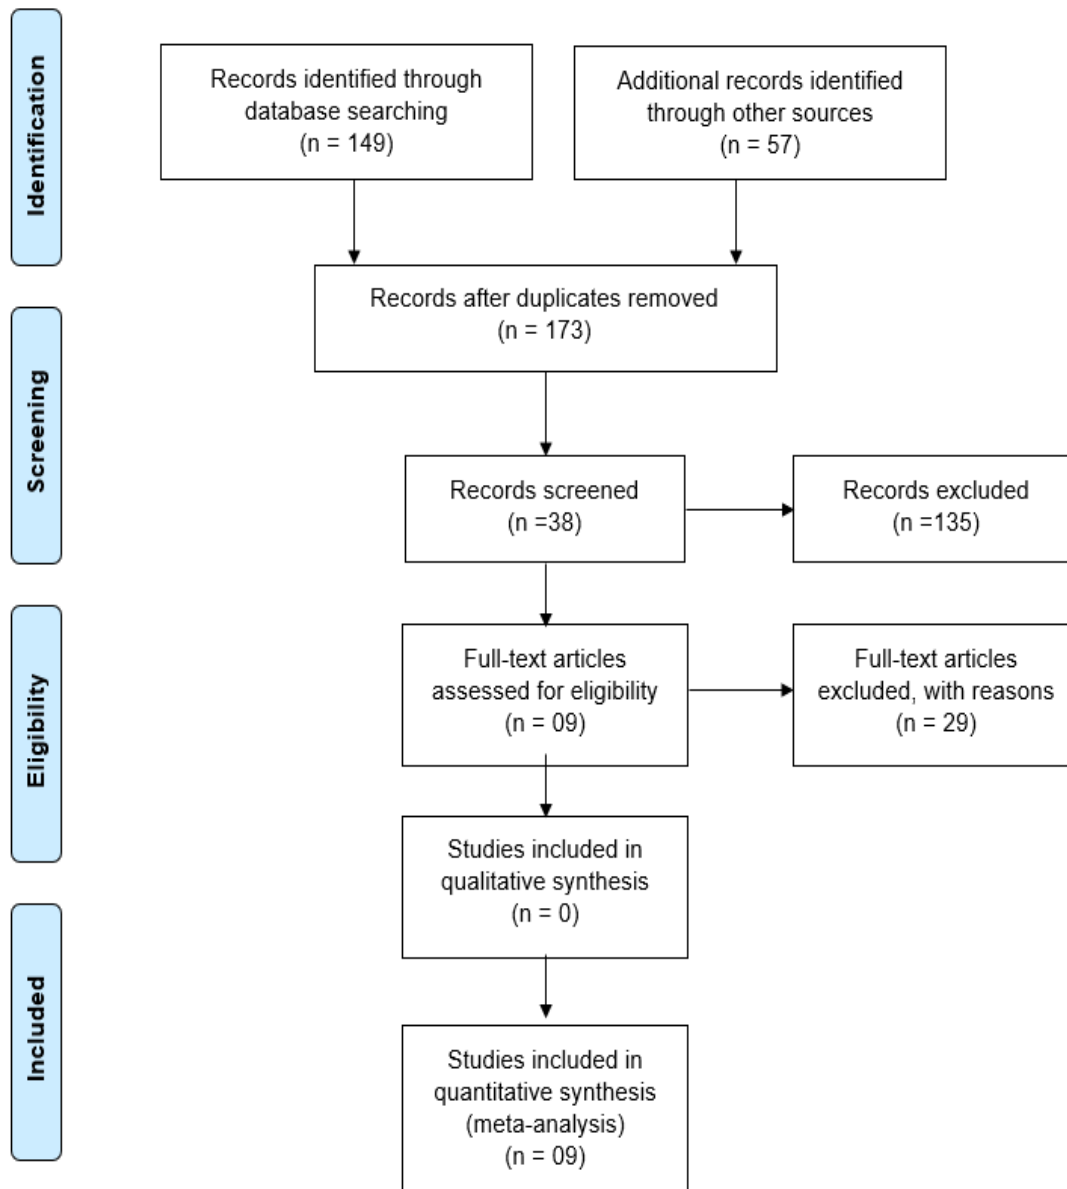 Identification
Records identified through
database searching
(n = 149)
Additional records identified
through other sources
(n = 57)
Records after duplicates removed
(n = 173)
Screening
Records screened
(n =38)
Records excluded
(n =135)
Eligibility
Full-text articles
assessed for eligibility
(n = 09)
Full-text articles
excluded, with reasons
(n = 29)
Studies included in
qualitative synthesis
(n = 0)
Included
Studies included in
quantitative synthesis
(meta-analysis)
(n = 09)